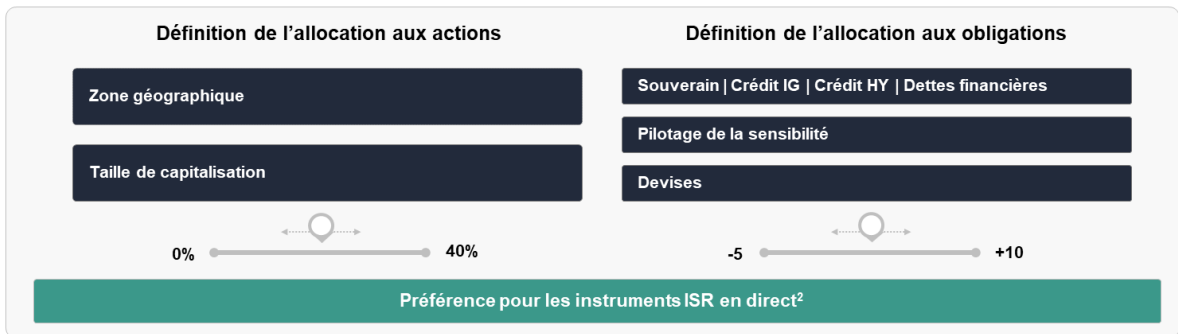 Définition de l’allocation aux actions
Zone géographique
Taille de capitalisation
0%
40%
Définition de l’allocation aux obligations
Souverain | Crédit IG | Crédit HY | Dettes financières
Pilotage de la sensibilité
Devises
-5
+10
Préférence pour les instruments ISR en direct²